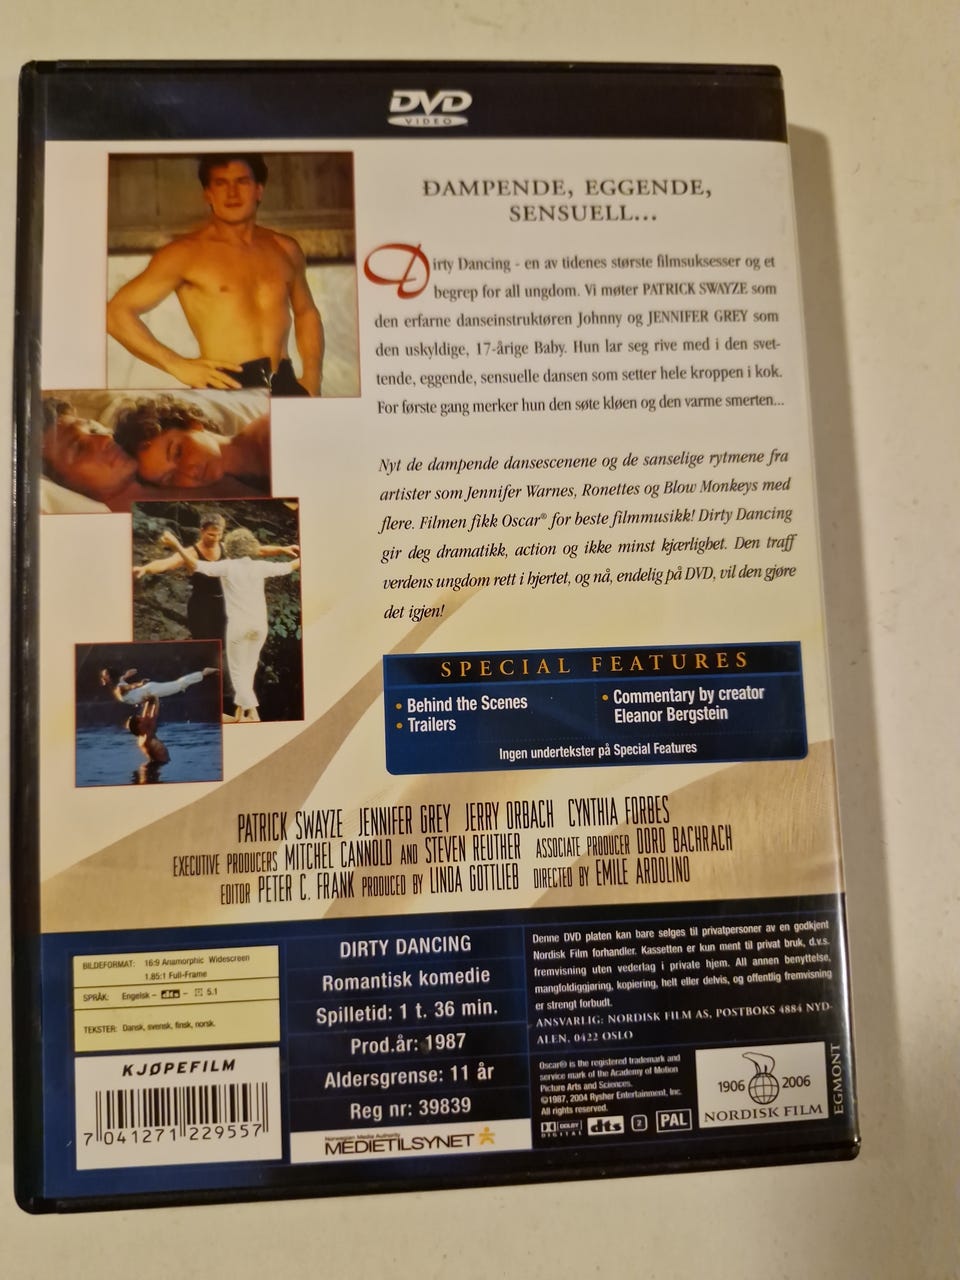 DVD
VIDEO
DAMPENDE, EGGENDE,
SENSUELL...
Dirty Dancing - en av tidenes største filmsuksesser og et
begrep for all ungdom. Vi møter PATRICK SWAYZE som
den erfarne danseinstruktøren Johnny og JENNIFER GREY som
den uskyldige, 17-årige Baby. Hun lar seg rive med i den svet-
tende, eggende, sensuelle dansen som setter hele kroppen i kok.
For første gang merker hun den søte kløen og den varme smerten...
Nyt de dampende dansescenene og de sanselige rytmene fra
artister som Jennifer Warnes, Ronettes og Blow Monkeys med
flere. Filmen fikk Oscar® for beste filmmusikk! Dirty Dancing
gir deg dramatikk, action og ikke minst kjærlighet. Den traff
verdens ungdom rett i hjertet, og nå, endelig på DVD, vil den gjøre
det igjen!
SPECIAL FEATURES
• Behind the Scenes
• Trailers
• Commentary by creator
Eleanor Bergstein
Ingen undertekster på Special Features
PATRICK SWAYZE JENNIFER GREY JERRY ORBACH CYNTHIA FORBES
EXECUTIVE PRODUCERS MITCHEL CANNOLD AND STEVEN REUTHER ASSOCIATE PRODUCER DORO BACHRACH
EDITOR PETER C. FRANK PRODUCED BY LINDA GOTTLIEB DIRECTED BY EMILE ARDOLINO
BILDEFORMAT: 16:9 Anamorphic Widescreen
1.85:1 Full-Frame
SPRÅK: Engelsk - dts - 5.1
TEKSTER: Dansk, svensk, finsk, norsk.
KJØPEFILM
7 041271 229557
DIRTY DANCING
Romantisk komedie
Spilletid: 1 t. 36 min.
Prod.år: 1987
Aldersgrense: 11 år
Reg nr: 39839
Norwegian Media Authority
MEDIETILSYNET
Denne DVD platen kan bare selges til privatpersoner av en godkjent
Nordisk Film forhandler. Kassetten er kun ment til privat bruk, d.v.s.
fremvisning uten vederlag i private hjem. All annen benyttelse,
mangfoldiggjøring, kopiering, helt eller delvis, og offentlig fremvisning
er strengt forbudt.
ANSVARLIG: NORDISK FILM AS, POSTBOKS 4884 NYD-
ALEN, 0422 OSLO
Oscar® is the registered trademark and
service mark of the Academy of Motion
Picture Arts and Sciences.
©1987, 2004 Rysher Entertainment, Inc.
All rights reserved.
DOLBY
DIGITAL
dts
2
PAL
1906 2006
NORDISK FILM
EGMONT